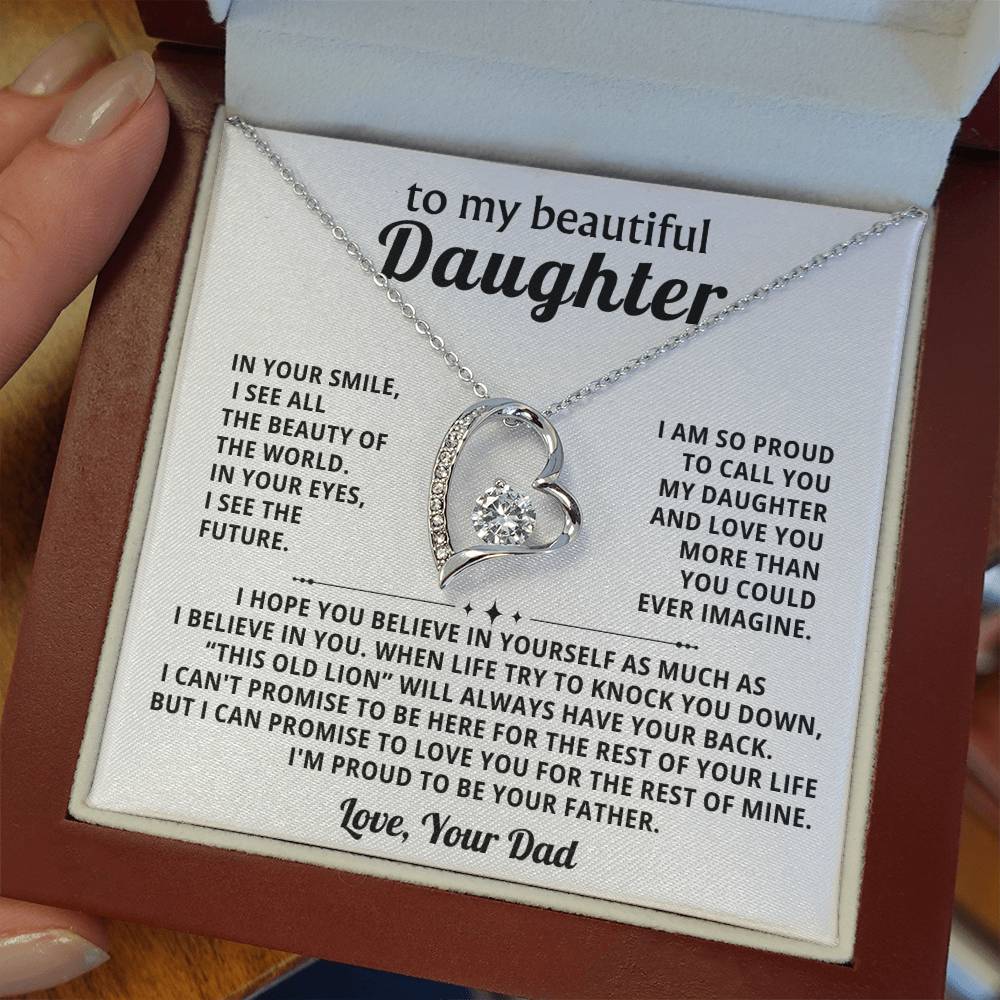 to my beautiful
Daughter
IN YOUR SMILE,
I SEE ALL
THE BEAUTY OF
THE WORLD.
IN YOUR EYES,
I SEE THE
FUTURE.
I AM SO PROUD
TO CALL YOU
MY DAUGHTER
AND LOVE YOU
MORE THAN
YOU COULD
EVER IMAGINE.
I HOPE YOU BELIEVE IN YOURSELF AS MUCH AS
I BELIEVE IN YOU. WHEN LIFE TRY TO KNOCK YOU DOWN,
“THIS OLD LION” WILL ALWAYS HAVE YOUR BACK.
I CAN'T PROMISE TO BE HERE FOR THE REST OF YOUR LIFE
BUT I CAN PROMISE TO LOVE YOU FOR THE REST OF MINE.
I'M PROUD TO BE YOUR FATHER.
Love, Your Dad